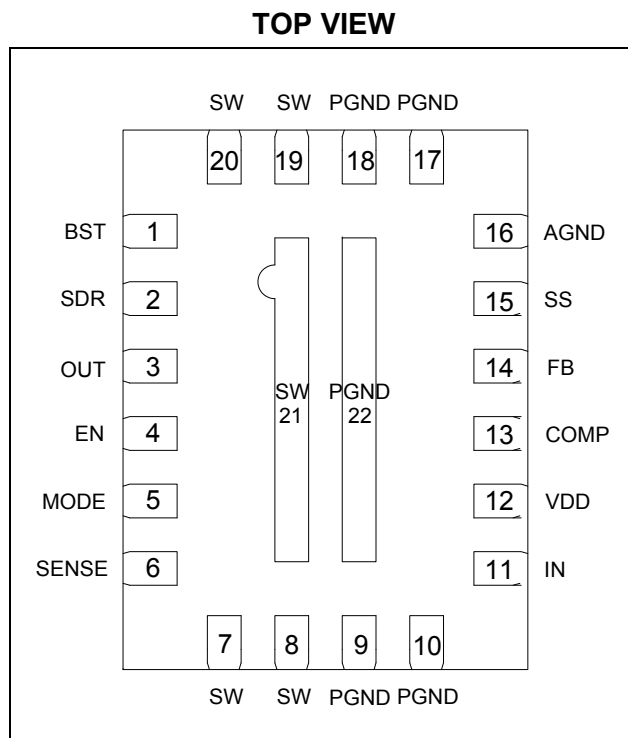 TOP VIEW
SW SW PGND PGND
20 19 18 17
BST 1 16 AGND
SDR 2 15 SS
OUT 3 14 FB
SW PGND
21 22
EN 4 13 COMP
MODE 5 12 VDD
SENSE 6 11 IN
7 8 9 10
SW SW PGND PGND